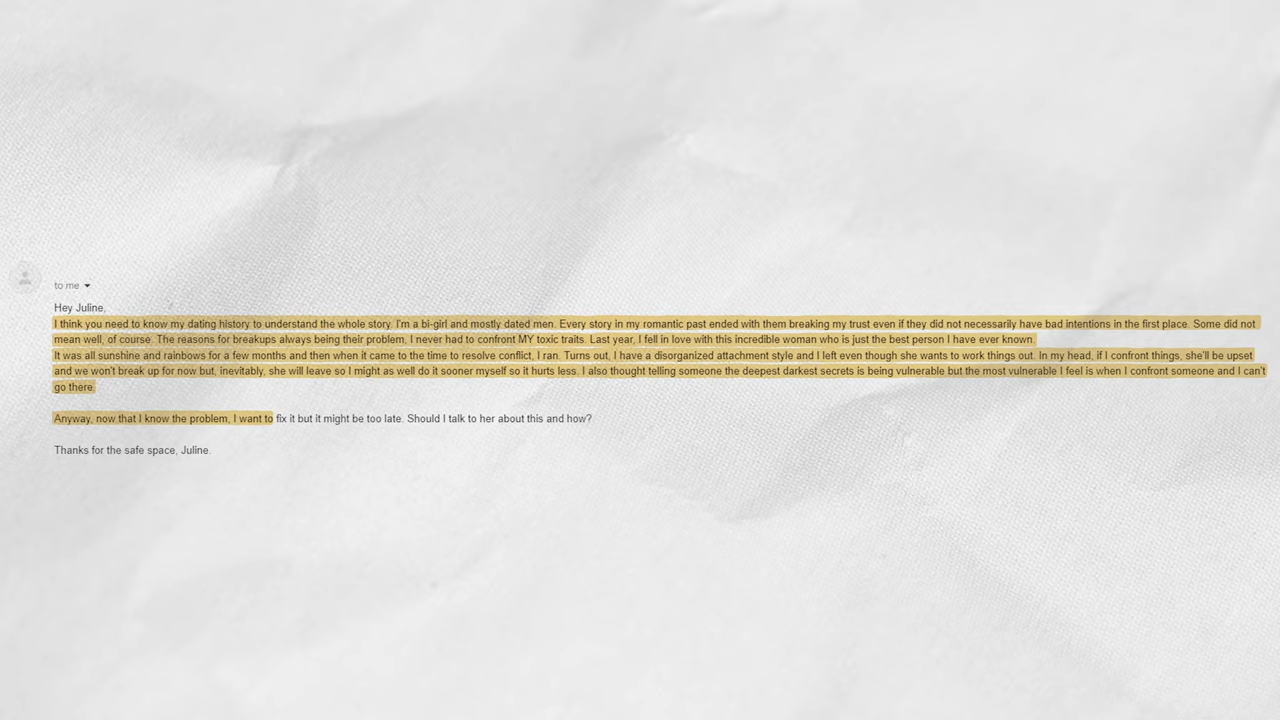 to me
Hey Juline,
I think you need to know my dating history to understand the whole story. I'm a bi-girl and mostly dated men. Every story in my romantic past ended with them breaking my trust even if they did not necessarily have bad intentions in the first place. Some did not
mean well, of course. The reasons for breakups always being their problem, I never had to confront MY toxic traits. Last year, I fell in love with this incredible woman who is just the best person I have ever known.
It was all sunshine and rainbows for a few months and then when it came to the time to resolve conflict, I ran. Turns out, I have a disorganized attachment style and I left even though she wants to work things out. In my head, if I confront things, she'll be upset
and we won't break up for now but, inevitably, she will leave so I might as well do it sooner myself so it hurts less. I also thought telling someone the deepest darkest secrets is being vulnerable but the most vulnerable I feel is when I confront someone and I can't
go there.
Anyway, now that I know the problem, I want to fix it but it might be too late. Should I talk to her about this and how?
Thanks for the safe space, Juline.